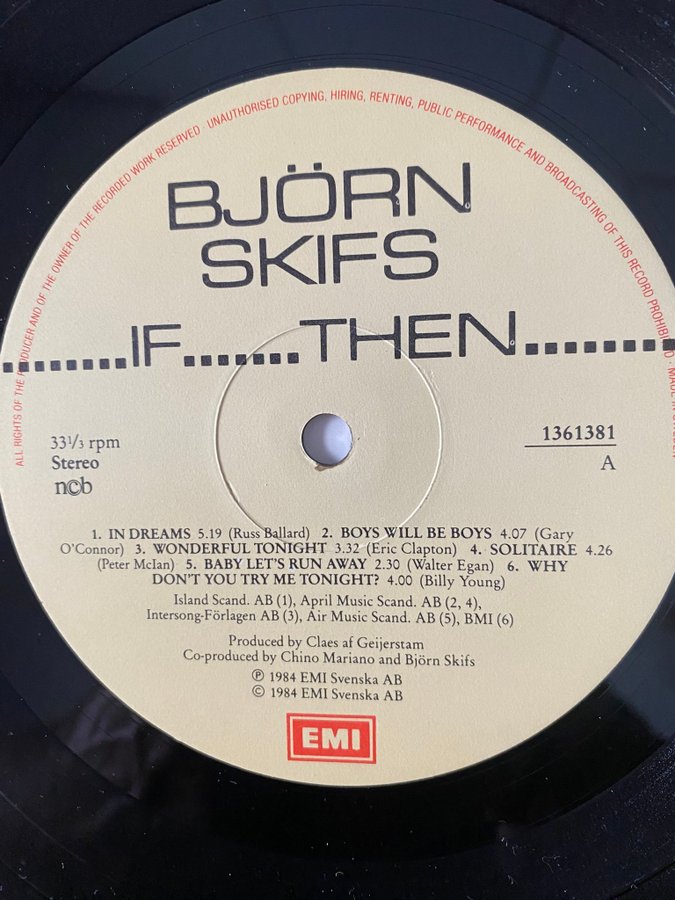 ALL RIGHTS OF THE PRODUCER AND OF THE OWNER OF THE RECORDED WORK RESERVED · UNAUTHORISED COPYING, HIRING, RENTING, PUBLIC PERFORMANCE AND BROADCASTING OF THIS RECORD PROHIBITED · MADE IN
BJÖRN
SKIFS
........IF.......THEN..........
33⅓ rpm
Stereo
ncb
1361381
A
1. IN DREAMS 5.19 (Russ Ballard) 2. BOYS WILL BE BOYS 4.07 (Gary
O'Connor) 3. WONDERFUL TONIGHT 3.32 (Eric Clapton) 4. SOLITAIRE 4.26
(Peter McIan) 5. BABY LET'S RUN AWAY 2.30 (Walter Egan) 6. WHY
DON'T YOU TRY ME TONIGHT? 4.00 (Billy Young)
Island Scand. AB (1), April Music Scand. AB (2, 4),
Intersong-Förlagen AB (3), Air Music Scand. AB (5), BMI (6)
Produced by Claes af Geijerstam
Co-produced by Chino Mariano and Björn Skifs
℗ 1984 EMI Svenska AB
© 1984 EMI Svenska AB
EMI